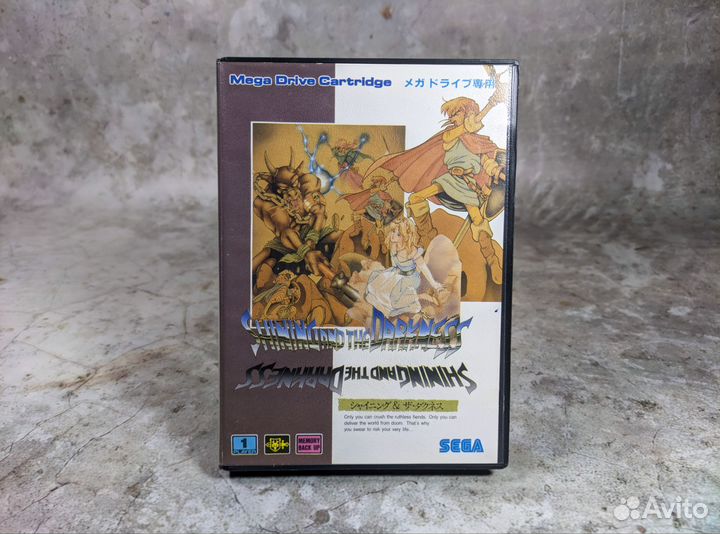 Mega Drive Cartridge メガドライブ専用
SHINING AND THE DARKNESS
SHINING AND THE DARKNESS
シャイニング&ザ・ダクネス
Only you can crush the ruthless fiends. Only you can
deliver the world from doom. That's why
you swear to risk your very life...
1
PLAYER
MEMORY
BACK UP
SEGA
Avito